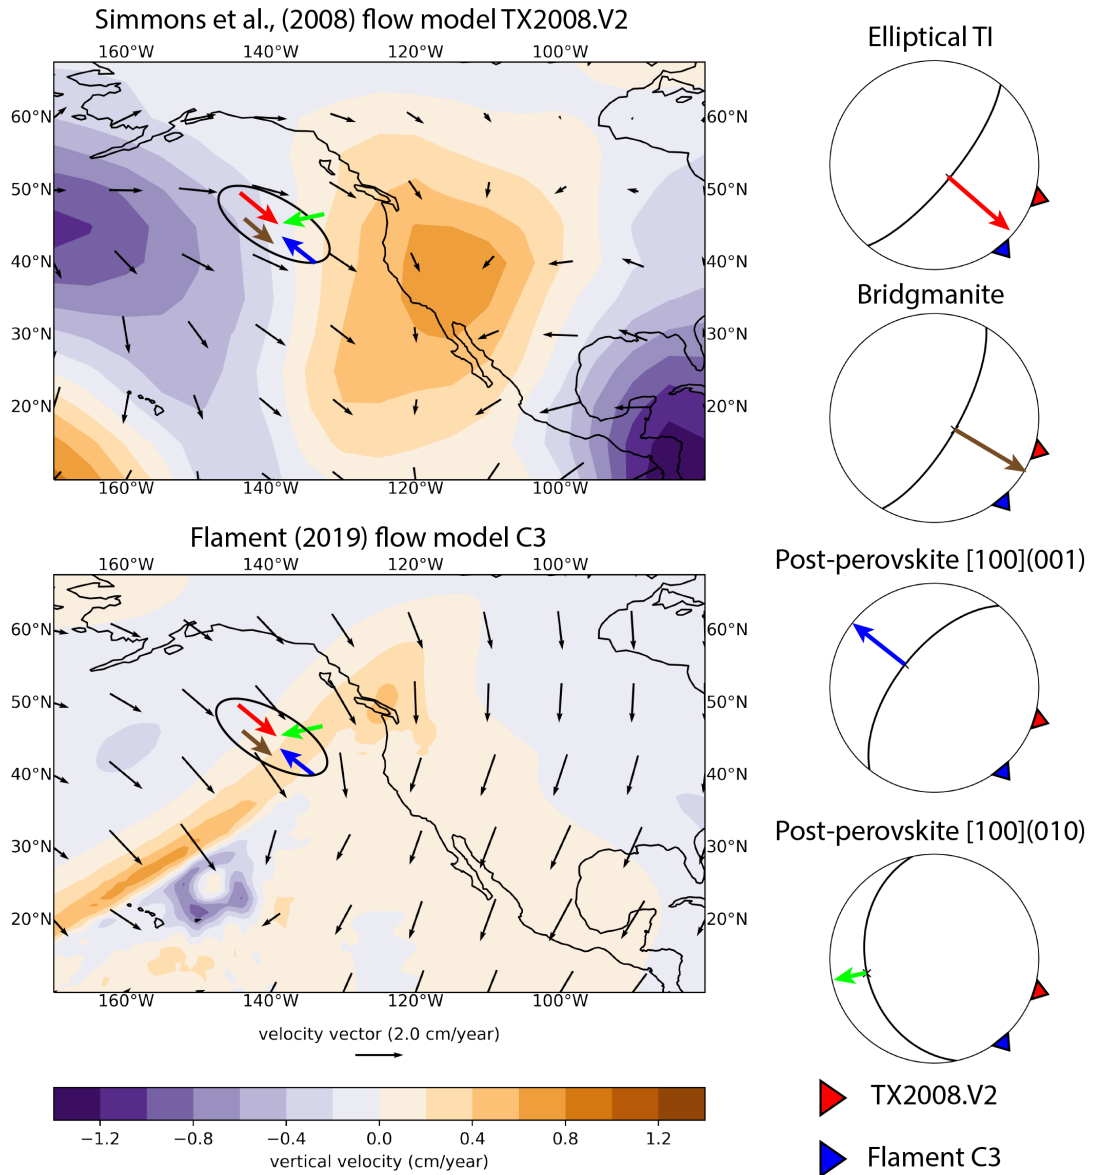 Simmons et al., (2008) flow model TX2008.V2
160°W 140°W 120°W 100°W
60°N 60°N
50°N 50°N
40°N 40°N
30°N 30°N
20°N 20°N
160°W 140°W 120°W 100°W
Flament (2019) flow model C3
160°W 140°W 120°W 100°W
60°N 60°N
50°N 50°N
40°N 40°N
30°N 30°N
20°N 20°N
160°W 140°W 120°W 100°W
velocity vector (2.0 cm/year)
−1.2 −0.8 −0.4 0.0 0.4 0.8 1.2
vertical velocity (cm/year)
Elliptical TI
Bridgmanite
Post-perovskite [100](001)
Post-perovskite [100](010)
TX2008.V2
Flament C3